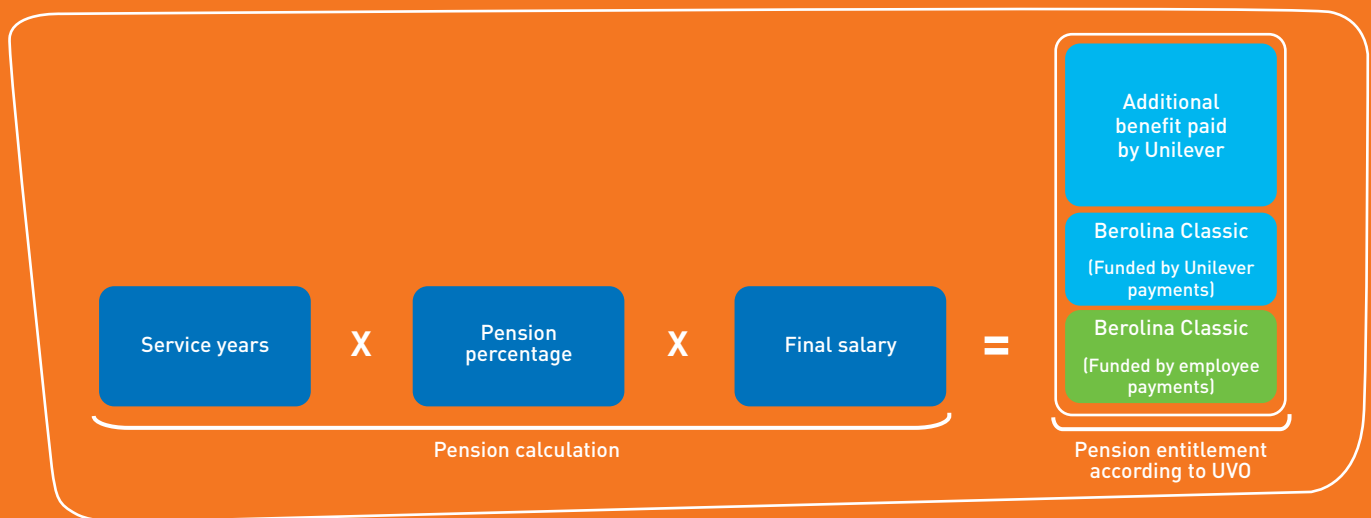 Additional
benefit paid
by Unilever
Berolina Classic
(Funded by Unilever
payments)
Berolina Classic
(Funded by employee
payments)
Service years
X
Pension
percentage
X
Final salary
=
Pension calculation
Pension entitlement
according to UVO